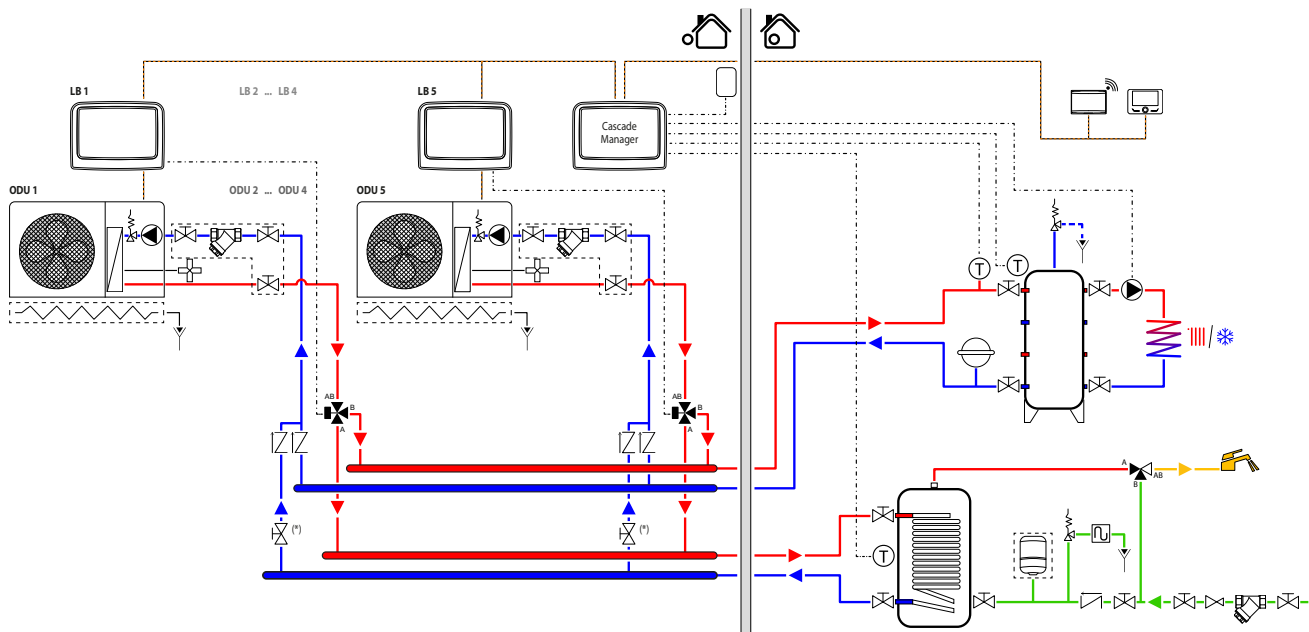 LB 1
LB 2 ... LB 4
LB 5
Cascade
Manager
ODU 1
ODU 2 ... ODU 4
ODU 5
T
T
AB
B
A
AB
B
A
A
AB
B
(*)
(*)
T